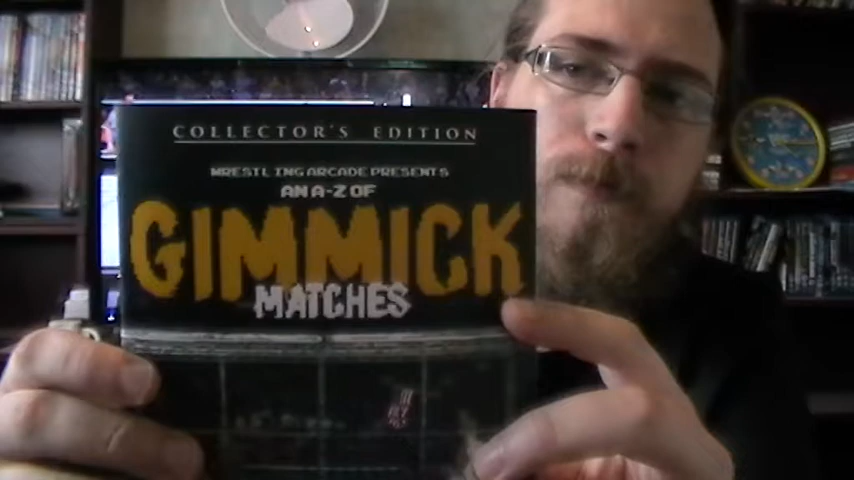 COLLECTOR'S EDITION
WRESTLING ARCADE PRESENTS
AN A-Z OF
GIMMICK
MATCHES